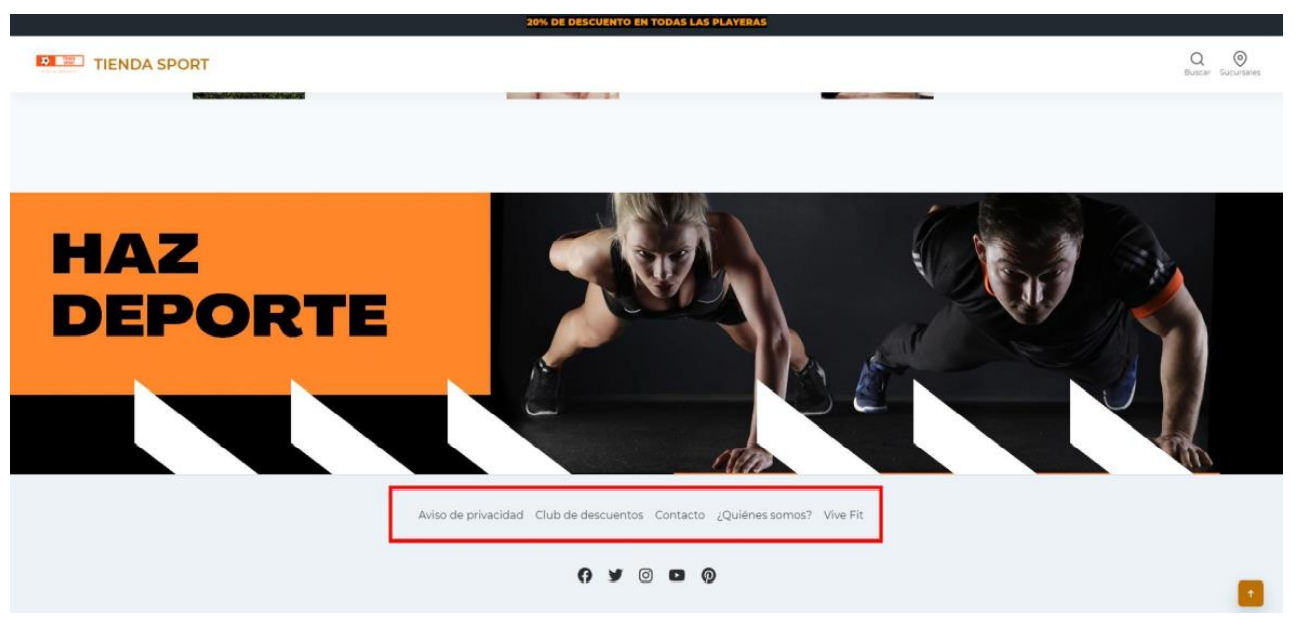 20% DE DESCUENTO EN TODAS LAS PLAYERAS
TIENDA SPORT
Buscar Sucursales
HAZ
DEPORTE
Aviso de privacidad Club de descuentos Contacto ¿Quiénes somos? Vive Fit